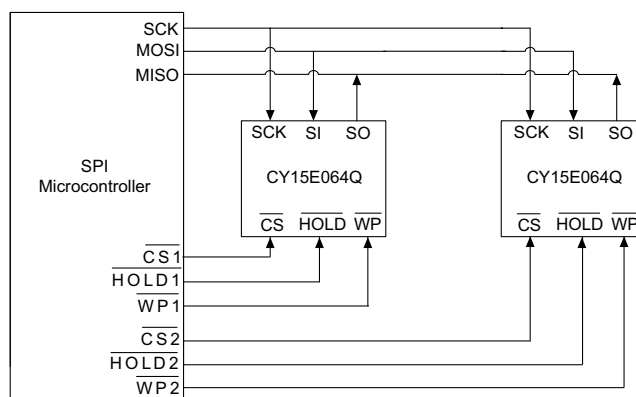 SCK
MOSI
MISO
SPI
Microcontroller
CS1
HOLD1
WP1
CS2
HOLD2
WP2
SCK SI SO
CY15E064Q
CS HOLD WP
SCK SI SO
CY15E064Q
CS HOLD WP